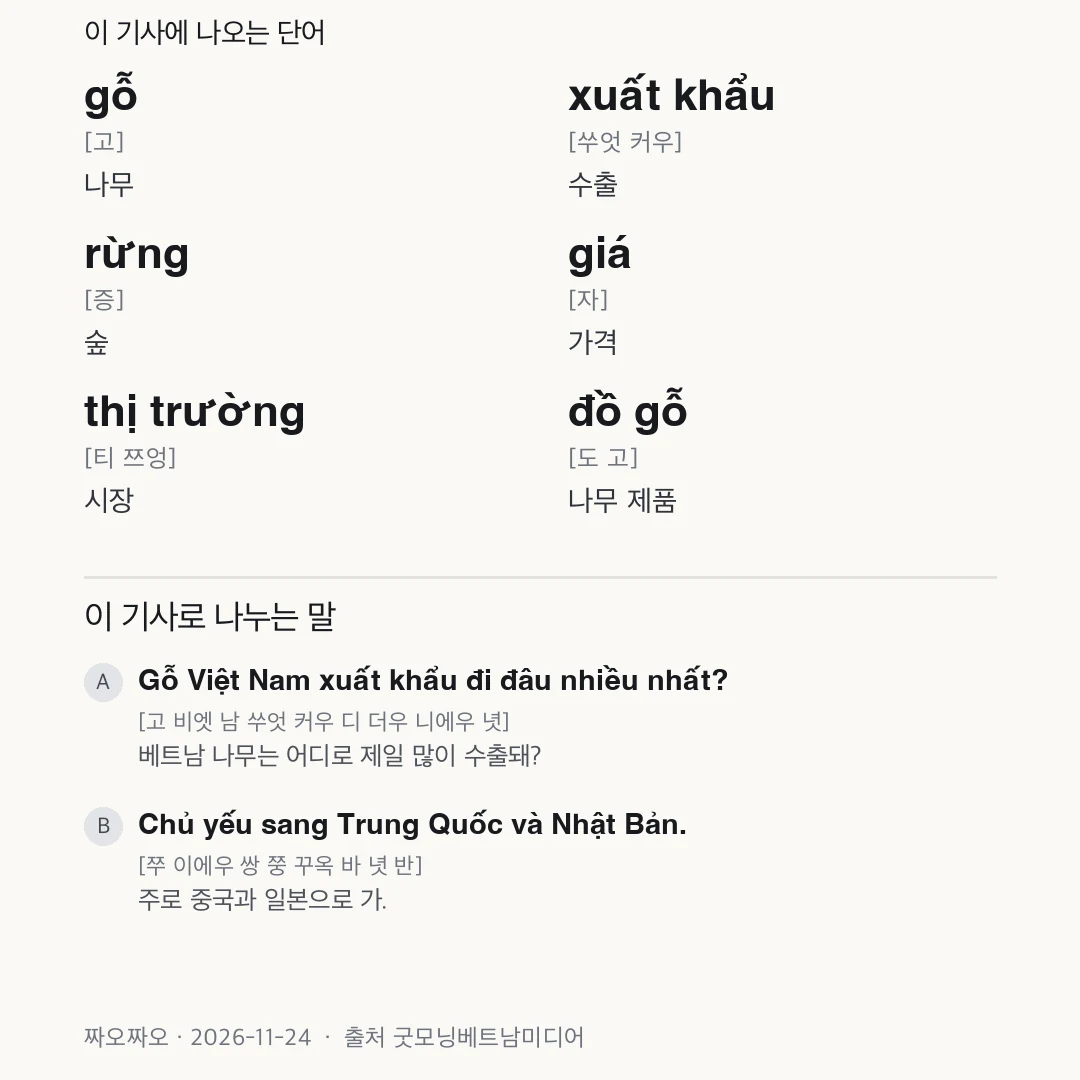 이 기사에 나오는 단어
gỗ
[고]
나무
xuất khẩu
[쑤엇 커우]
수출
rừng
[증]
숲
giá
[자]
가격
thị trường
[티 쯔엉]
시장
đồ gỗ
[도 고]
나무 제품
이 기사로 나누는 말
A Gỗ Việt Nam xuất khẩu đi đâu nhiều nhất?
[고 비엣 남 쑤엇 커우 디 더우 니에우 녓]
베트남 나무는 어디로 제일 많이 수출돼?
B Chủ yếu sang Trung Quốc và Nhật Bản.
[쭈 이에우 쌍 쭝 꾸옥 바 녓 반]
주로 중국과 일본으로 가.
짜오짜오 · 2026-11-24 · 출처 굿모닝베트남미디어